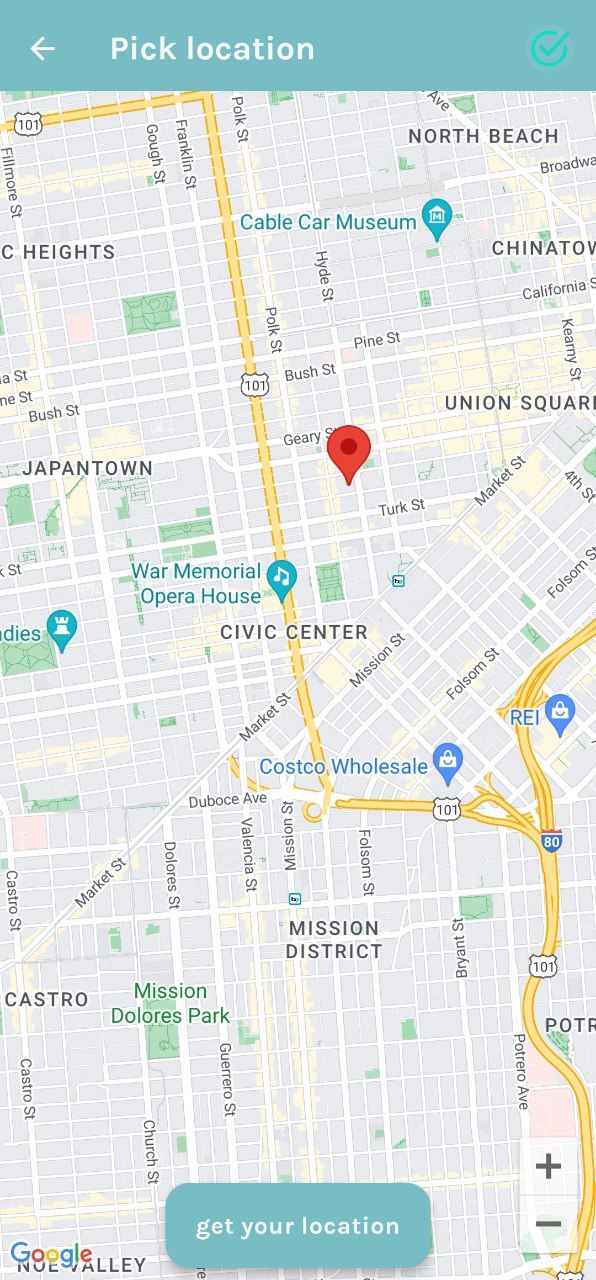 Pick location
Ave
Polk St
101
Gough St
Franklin St
NORTH BEACH
Fillmore St
Broadwa
Cable Car Museum
C HEIGHTS
CHINATOW
Hyde St
California S
Polk St
Kearny St
Pine St
Bush St
101
ia St
ne St
Bush St
UNION SQUAR
Geary S
JAPANTOWN
Market St
4th St
Turk St
k St
War Memorial
Opera House
Folsom St
adies
CIVIC CENTER
Mission St
Folsom St
Market St
REI
Costco Wholesale
Duboce Ave
101
80
Mission St
Valencia St
Folsom St
Dolores St
Market St
Castro St
MISSION
DISTRICT
Bryant St
101
CASTRO
Mission
Dolores Park
POTR
Potrero Ave
Guerrero St
Castro St
Church St
+
−
get your location
Google
NOE VALLEY